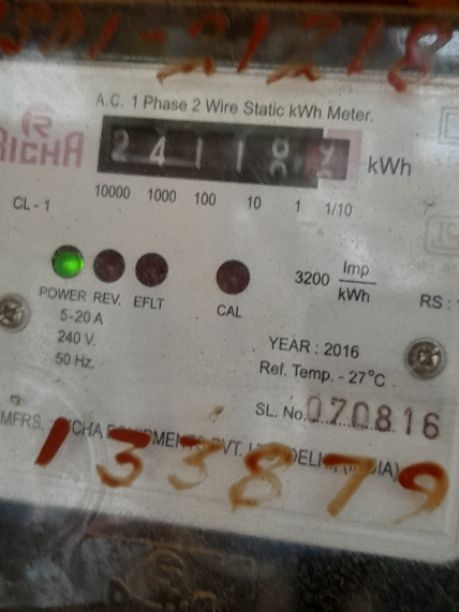 A.C. 1 Phase 2 Wire Static kWh Meter.
RICHA
2 4 1 1 8 kWh
10000 1000 100 10 1 1/10
CL - 1
3200 Imp
kWh
POWER REV. EFLT CAL RS :
5-20 A
240 V.
50 Hz.
YEAR : 2016
Ref. Temp. - 27°C
SL. No. 070816
MFRS.
133879